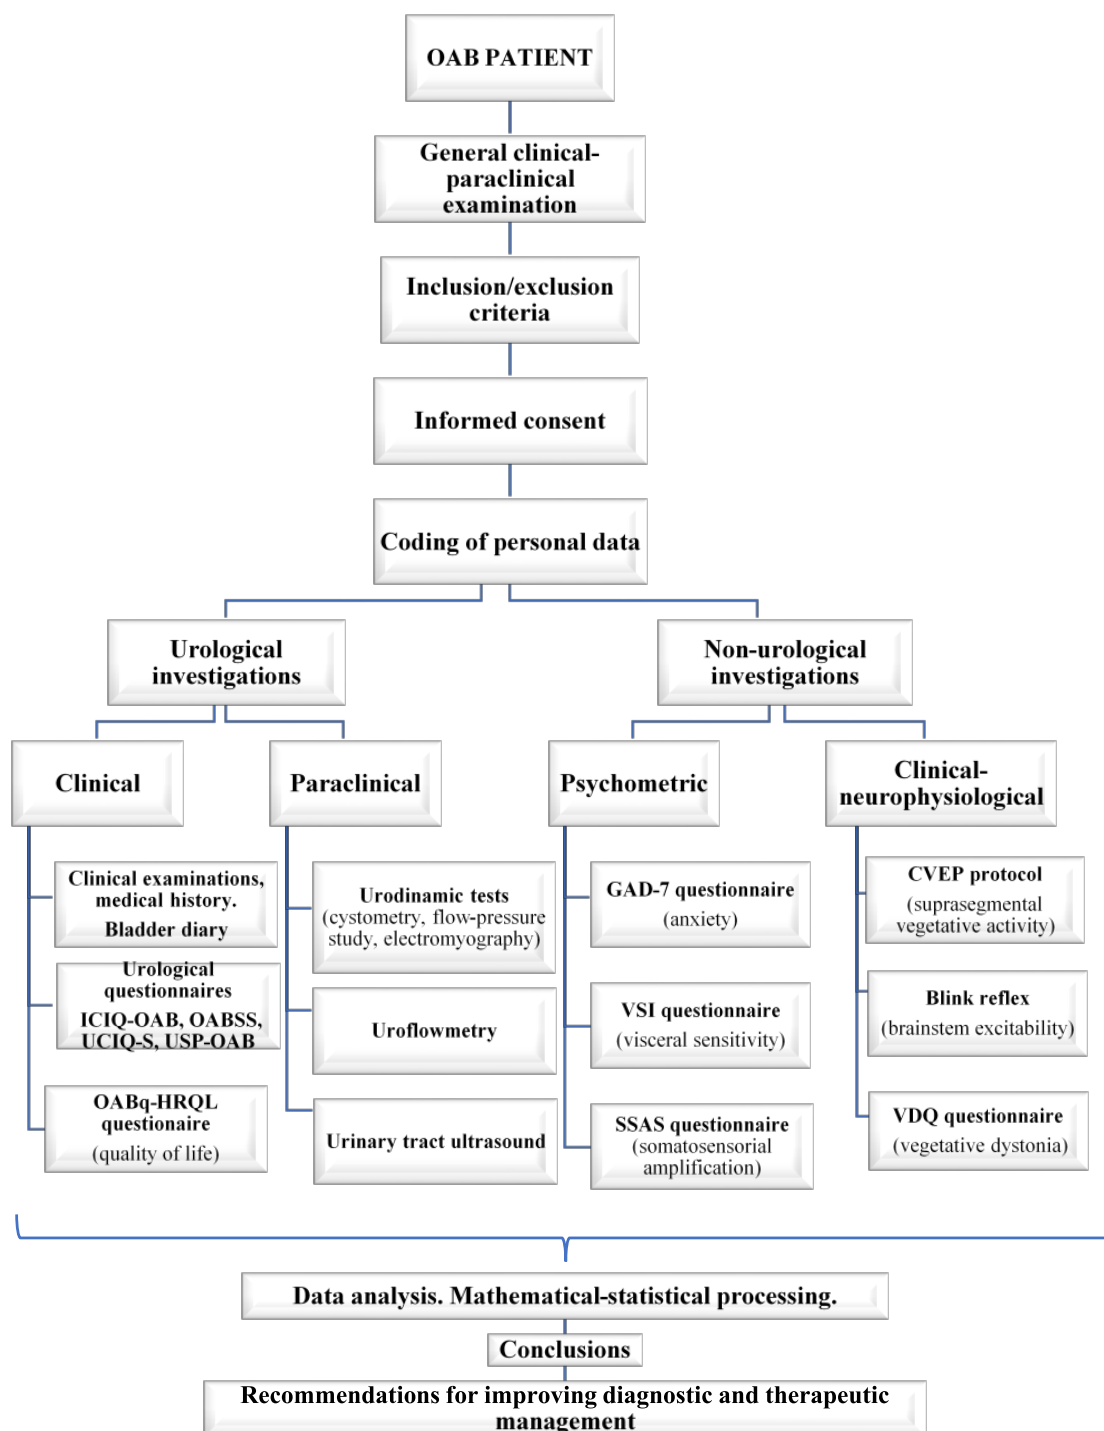 OAB PATIENT
General clinical-
paraclinical
examination
Inclusion/exclusion
criteria
Informed consent
Coding of personal data
Urological
investigations
Non-urological
investigations
Clinical
Paraclinical
Psychometric
Clinical-
neurophysiological
Clinical examinations,
medical history.
Bladder diary
Urological
questionnaires
ICIQ-OAB, OABSS,
UCIQ-S, USP-OAB
OABq-HRQL
questionaire
(quality of life)
Urodinamic tests
(cystometry, flow-pressure
study, electromyography)
Uroflowmetry
Urinary tract ultrasound
GAD-7 questionnaire
(anxiety)
VSI questionnaire
(visceral sensitivity)
SSAS questionnaire
(somatosensorial
amplification)
CVEP protocol
(suprasegmental
vegetative activity)
Blink reflex
(brainstem excitability)
VDQ questionnaire
(vegetative dystonia)
Data analysis. Mathematical-statistical processing.
Conclusions
Recommendations for improving diagnostic and therapeutic
management